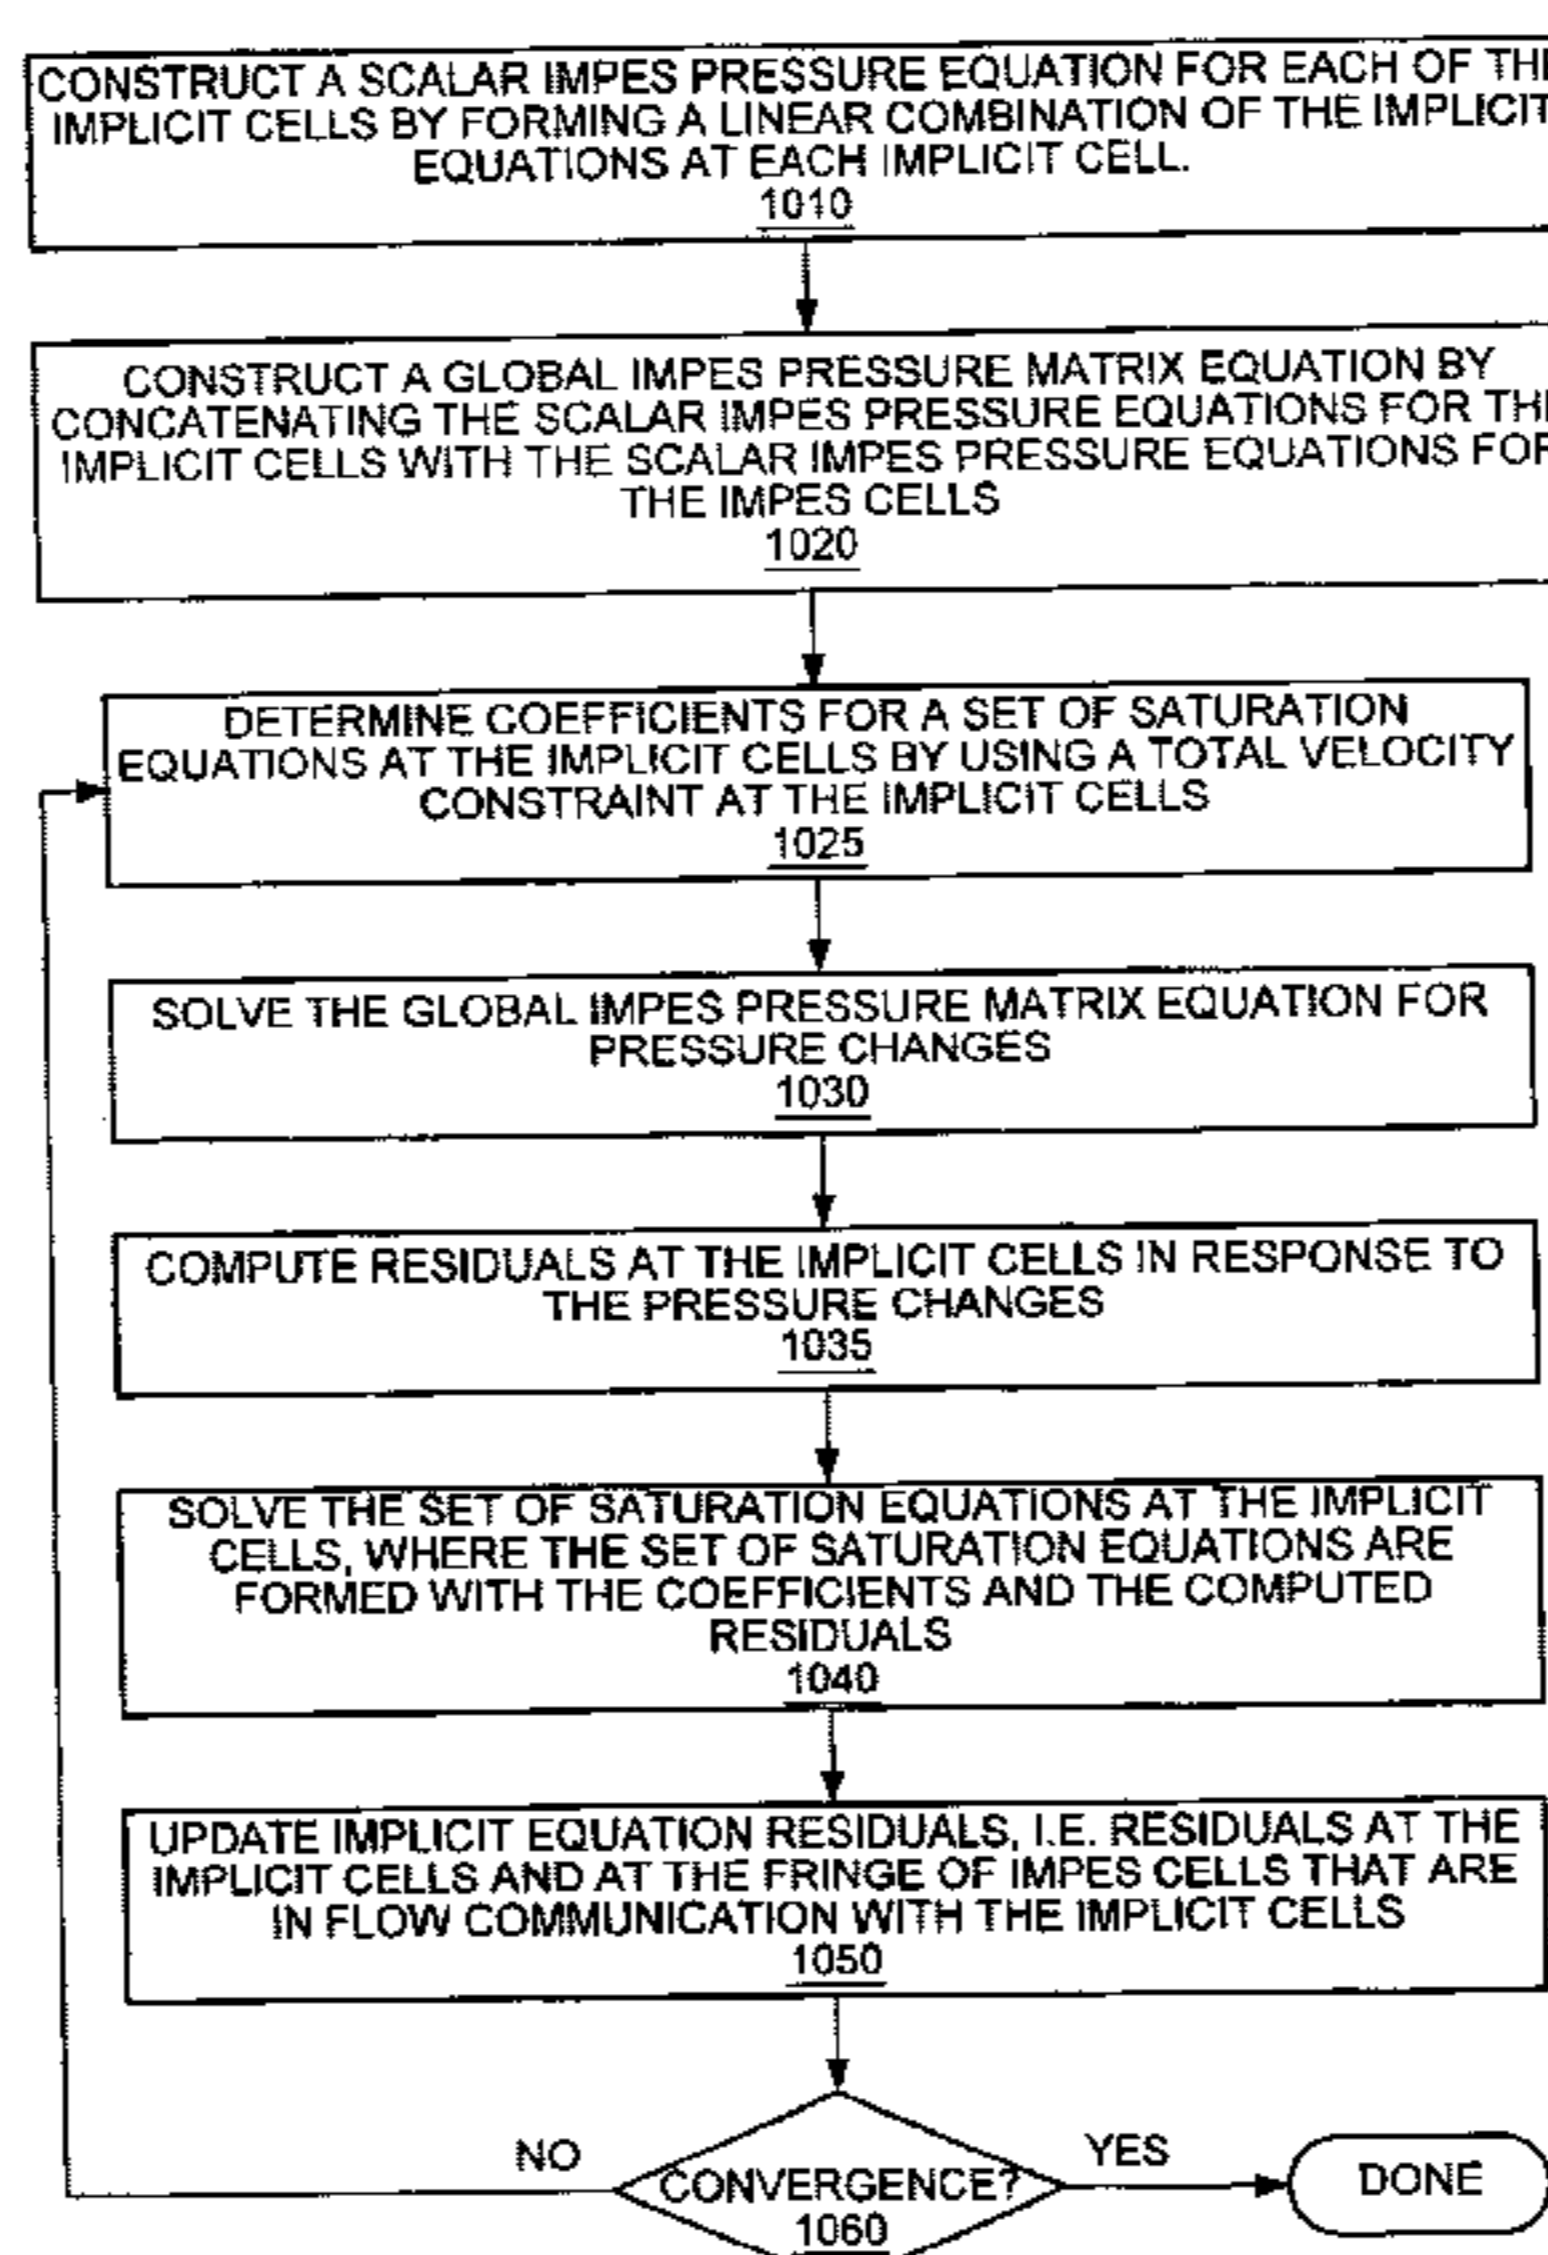 CONSTRUCT A SCALAR IMPES PRESSURE EQUATION FOR EACH OF THE
IMPLICIT CELLS BY FORMING A LINEAR COMBINATION OF THE IMPLICIT
EQUATIONS AT EACH IMPLICIT CELL.
1010
CONSTRUCT A GLOBAL IMPES PRESSURE MATRIX EQUATION BY
CONCATENATING THE SCALAR IMPES PRESSURE EQUATIONS FOR THE
IMPLICIT CELLS WITH THE SCALAR IMPES PRESSURE EQUATIONS FOR
THE IMPES CELLS
1020
DETERMINE COEFFICIENTS FOR A SET OF SATURATION
EQUATIONS AT THE IMPLICIT CELLS BY USING A TOTAL VELOCITY
CONSTRAINT AT THE IMPLICIT CELLS
1025
SOLVE THE GLOBAL IMPES PRESSURE MATRIX EQUATION FOR
PRESSURE CHANGES
1030
COMPUTE RESIDUALS AT THE IMPLICIT CELLS IN RESPONSE TO
THE PRESSURE CHANGES
1035
SOLVE THE SET OF SATURATION EQUATIONS AT THE IMPLICIT
CELLS, WHERE THE SET OF SATURATION EQUATIONS ARE
FORMED WITH THE COEFFICIENTS AND THE COMPUTED
RESIDUALS
1040
UPDATE IMPLICIT EQUATION RESIDUALS, I.E. RESIDUALS AT THE
IMPLICIT CELLS AND AT THE FRINGE OF IMPES CELLS THAT ARE
IN FLOW COMMUNICATION WITH THE IMPLICIT CELLS
1050
NO
YES
CONVERGENCE?
1060
DONE